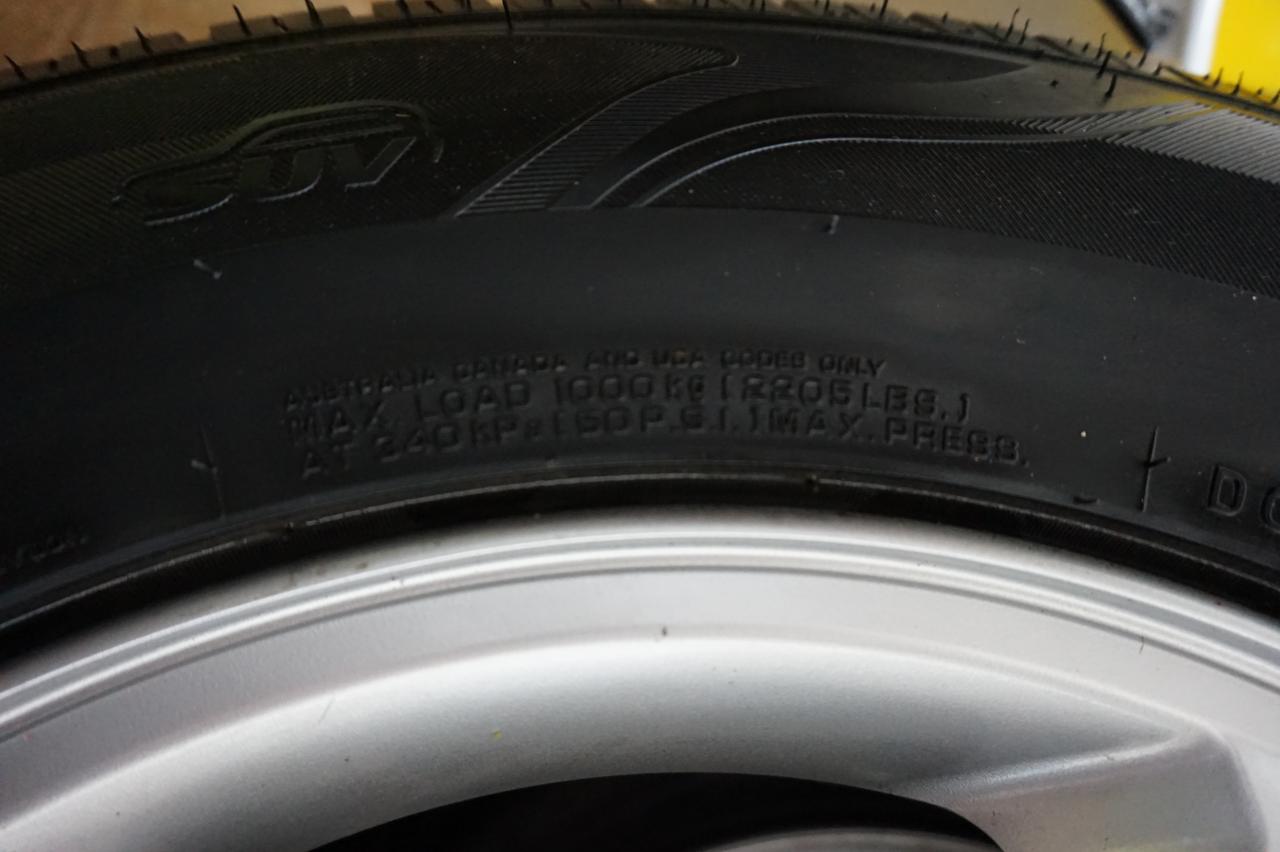 SUV
AUSTRALIA CANADA AND USA CODES ONLY
MAX. LOAD 1000 kg (2205 LBS.)
AT 340 kPa (50 P.S.I.) MAX. PRESS.